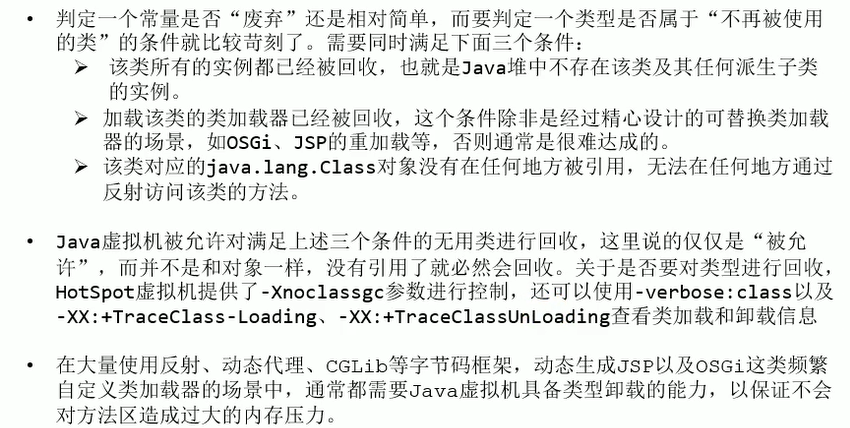 • 判定一个常量是否“废弃”还是相对简单，而要判定一个类型是否属于“不再被使用
的类”的条件就比较苛刻了。需要同时满足下面三个条件：
➢ 该类所有的实例都已经被回收，也就是Java堆中不存在该类及其任何派生子类
的实例。
➢ 加载该类的类加载器已经被回收，这个条件除非是经过精心设计的可替换类加载
器的场景，如OSGi、JSP的重加载等，否则通常是很难达成的。
➢ 该类对应的java.lang.Class对象没有在任何地方被引用，无法在任何地方通过
反射访问该类的方法。
• Java虚拟机被允许对满足上述三个条件的无用类进行回收，这里说的仅仅是“被允
许”，而并不是和对象一样，没有引用了就必然会回收。关于是否要对类型进行回收，
HotSpot虚拟机提供了-Xnoclassgc参数进行控制，还可以使用-verbose:class以及
-XX:+TraceClass-Loading、-XX:+TraceClassUnLoading查看类加载和卸载信息
• 在大量使用反射、动态代理、CGLib等字节码框架，动态生成JSP以及OSGi这类频繁
自定义类加载器的场景中，通常都需要Java虚拟机具备类型卸载的能力，以保证不会
对方法区造成过大的内存压力。